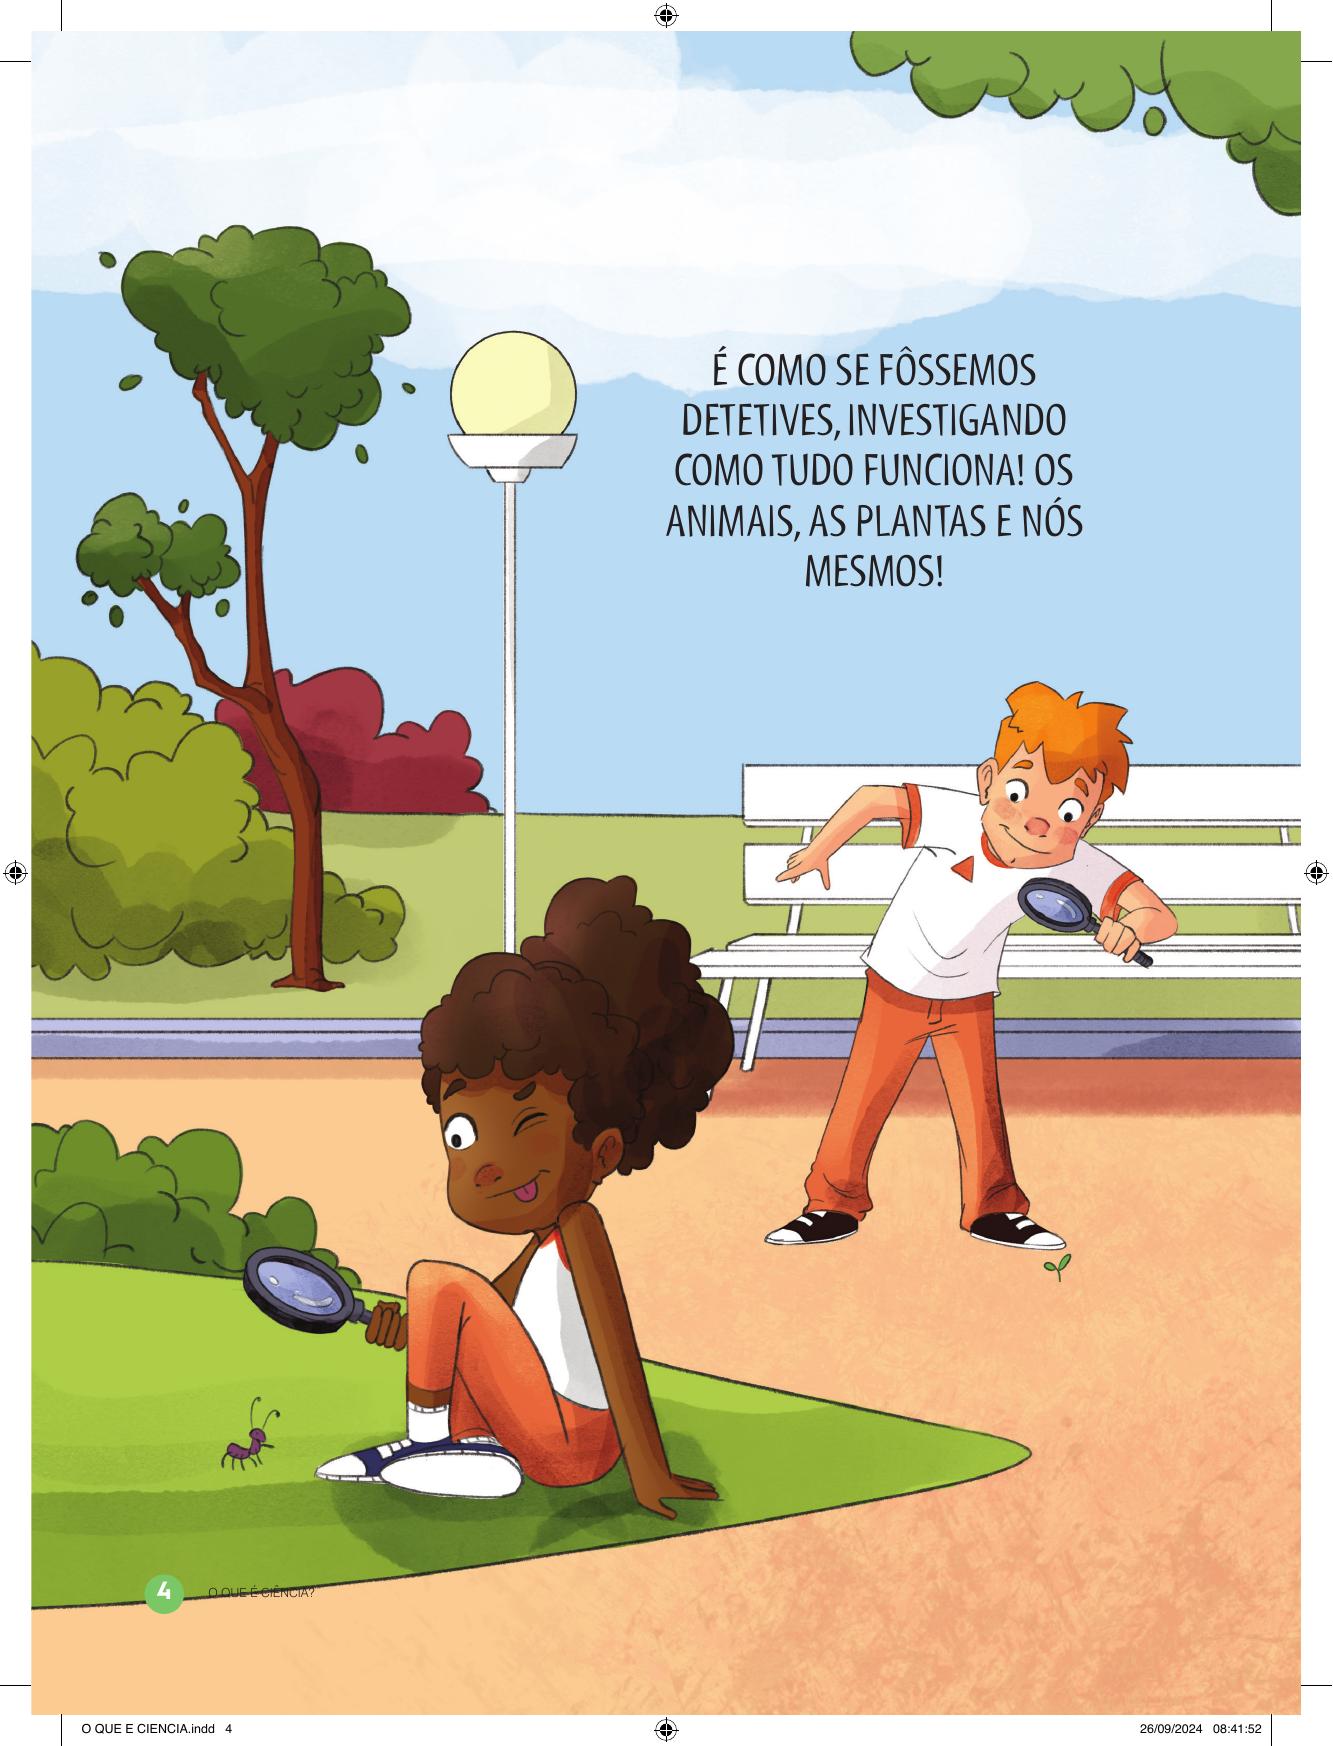 É COMO SE FÔSSEMOS
DETETIVES, INVESTIGANDO
COMO TUDO FUNCIONA! OS
ANIMAIS, AS PLANTAS E NÓS
MESMOS!
4 O QUE É CIÊNCIA?
O QUE E CIENCIA.indd 4 26/09/2024 08:41:52